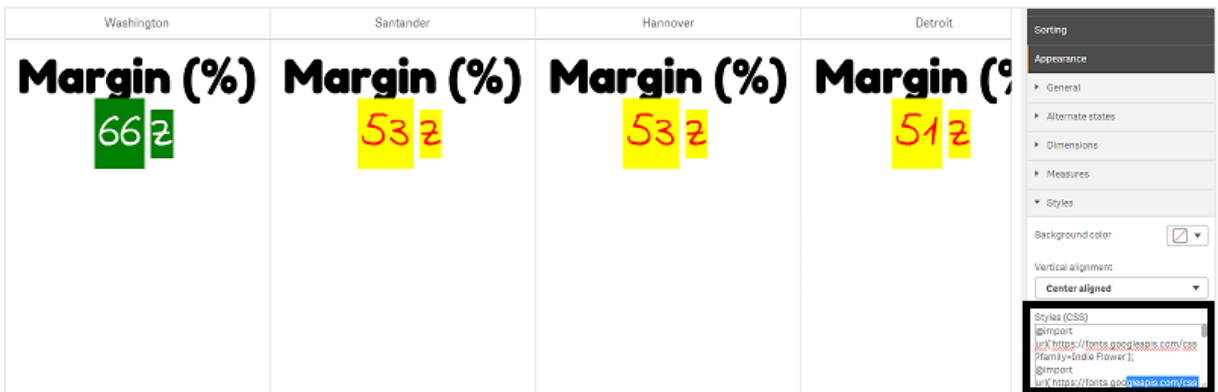 Washington Santander Hannover Detroit
Margin (%) Margin (%) Margin (%) Margin (%
66 z 53 z 53 z 51 z
Sorting
Appearance
General
Alternate states
Dimensions
Measures
Styles
Background color
Vertical alignment
Center aligned
Styles (CSS)
@import
url('https://fonts.googleapis.com/css
?family=Indie Flower');
@import
url('https://fonts.googleapis.com/css